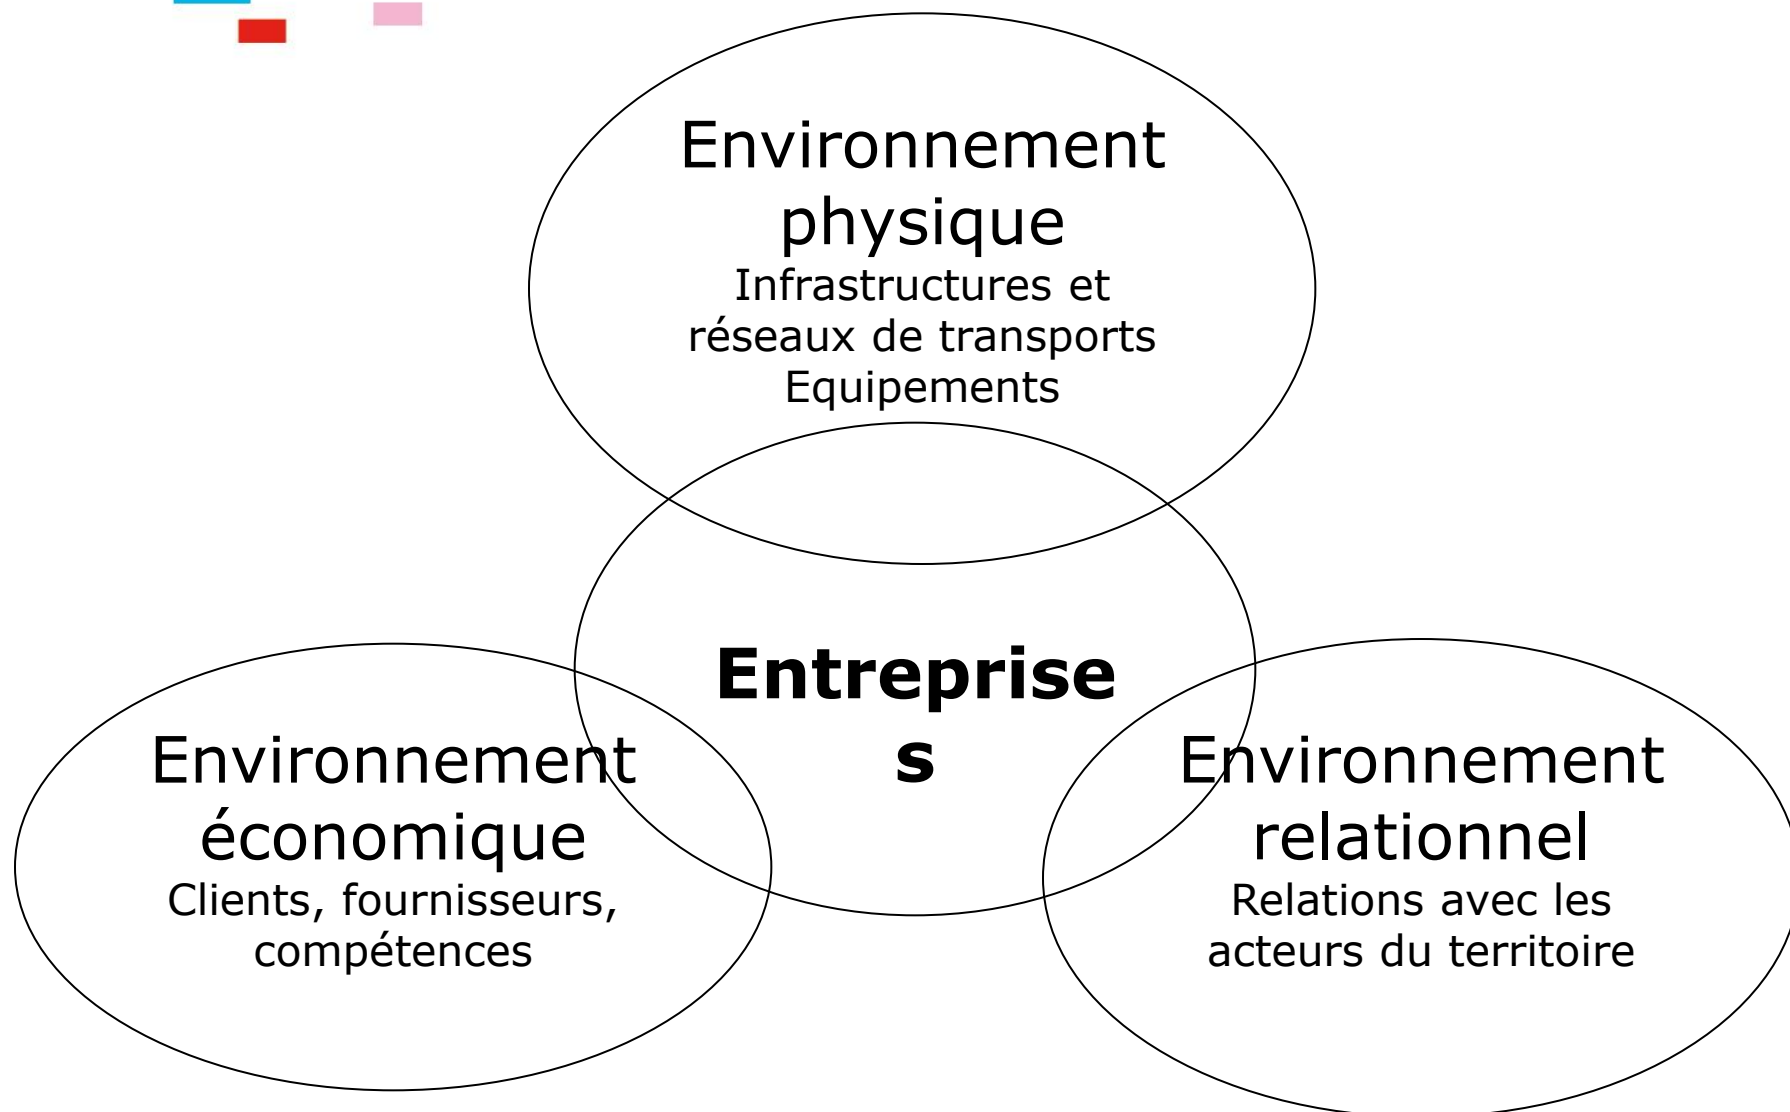 Environnement
physique
Infrastructures et
réseaux de transports
Equipements
Entreprise
s
Environnement
économique
Clients, fournisseurs,
compétences
Environnement
relationnel
Relations avec les
acteurs du territoire